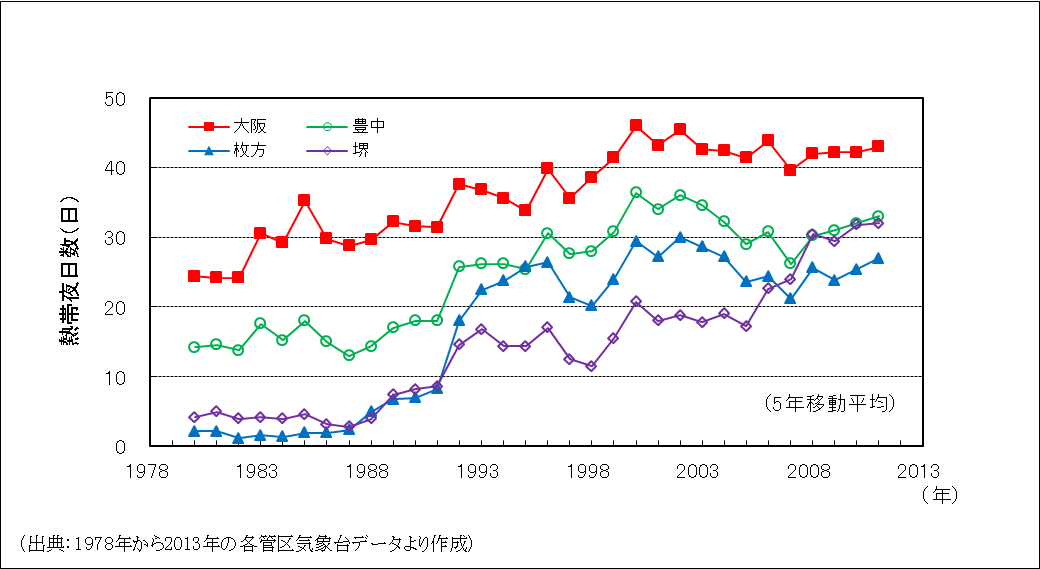 50
40
30
20
10
0
熱帯夜日数(日)
大阪
豊中
枚方
堺
(5年移動平均)
1978 1983 1988 1993 1998 2003 2008 2013
(年)
(出典:1978年から2013年の各管区気象台データより作成)